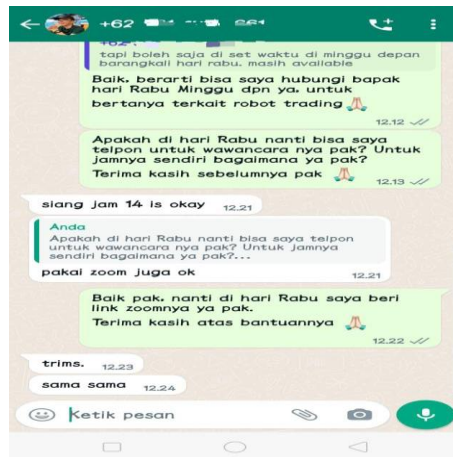 +62
+62
tapi boleh saja di set waktu di minggu depan
barangkali hari rabu. masih available
Baik, berarti bisa saya hubungi bapak
hari Rabu Minggu dpn ya, untuk
bertanya terkait robot trading 🙏🏻
12.12
Apakah di hari Rabu nanti bisa saya
telpon untuk wawancara nya pak? Untuk
jamnya sendiri bagaimana ya pak?
Terima kasih sebelumnya pak 🙏🏻
12.13
siang jam 14 is okay 12.21
Anda
Apakah di hari Rabu nanti bisa saya telpon
untuk wawancara nya pak? Untuk jamnya
sendiri bagaimana ya pak?...
pakai zoom juga ok 12.21
Baik pak, nanti di hari Rabu saya beri
link zoomnya ya pak.
Terima kasih atas bantuannya 🙏🏻
12.22
trims. 12.23
sama sama 12.24
Ketik pesan